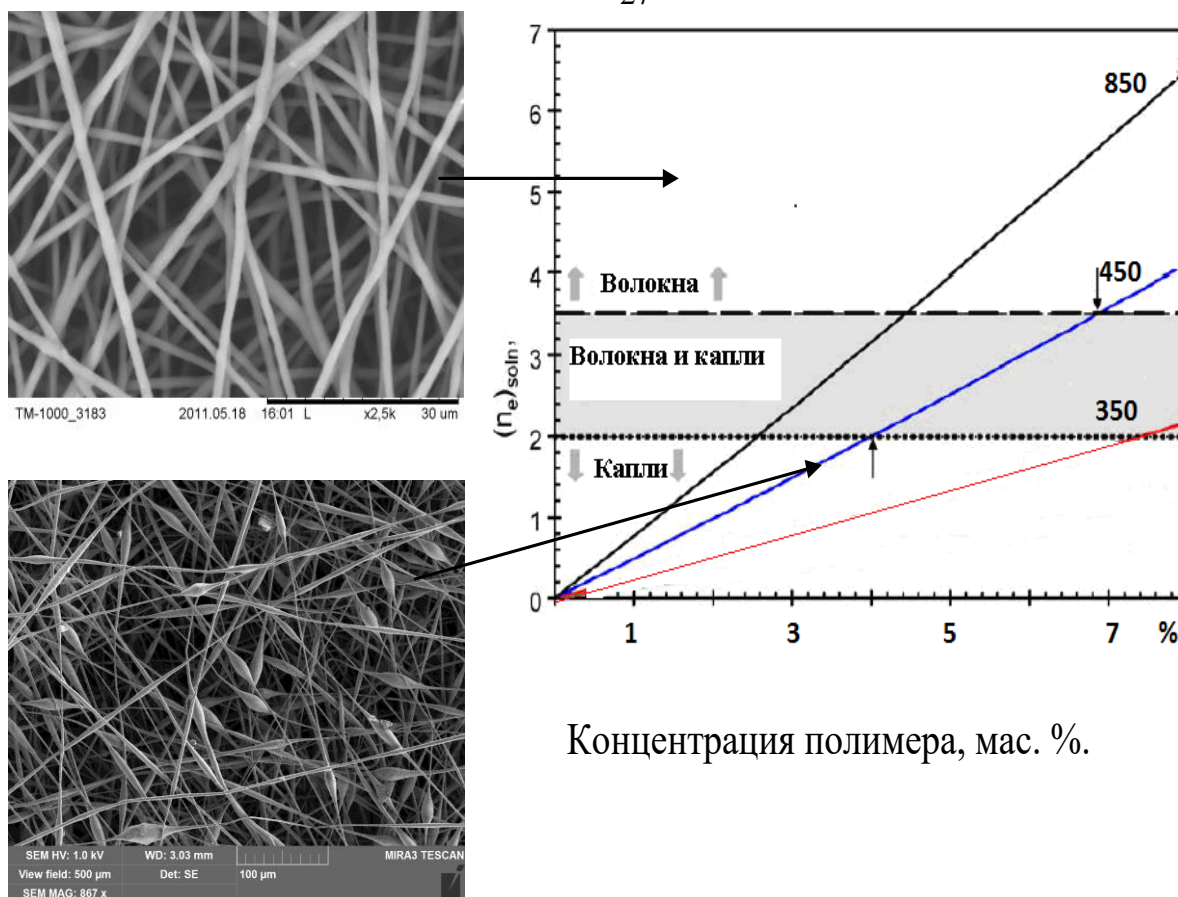 27
TM-1000_3183 2011.05.18 16:01 L x2,5k 30 um
7
6
5
4
3
2
1
0
(n_e)soln,
850
450
350
Волокна
Волокна и капли
Капли
1 3 5 7 %
Концентрация полимера, мас. %.
SEM HV: 1.0 kV WD: 3.03 mm MIRA3 TESCAN
View field: 500 µm Det: SE 100 µm
SEM MAG: 867 x